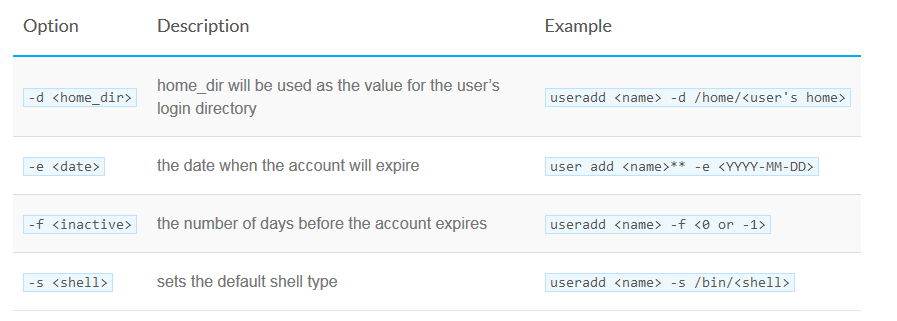 Option Description Example
-d <home_dir> home_dir will be used as the value for the user's login directory useradd <name> -d /home/<user's home>
-e <date> the date when the account will expire user add <name>** -e <YYYY-MM-DD>
-f <inactive> the number of days before the account expires useradd <name> -f <0 or -1>
-s <shell> sets the default shell type useradd <name> -s /bin/<shell>